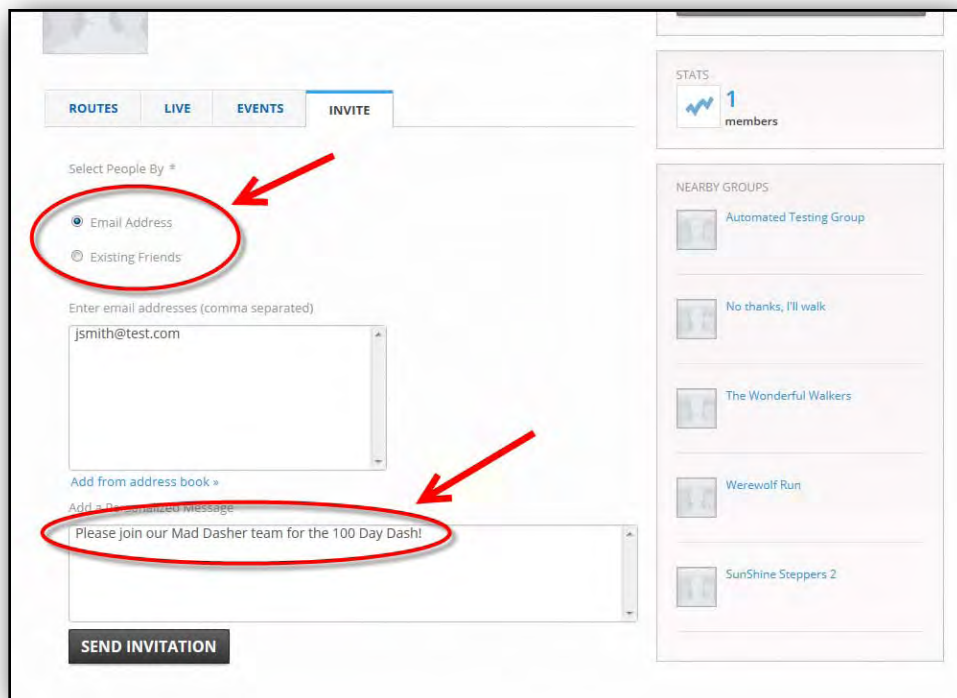 ROUTES LIVE EVENTS INVITE
Select People By *
Email Address
Existing Friends
Enter email addresses (comma separated)
jsmith@test.com
Add from address book »
Add a Personalized Message
Please join our Mad Dasher team for the 100 Day Dash!
SEND INVITATION
STATS
1
members
NEARBY GROUPS
Automated Testing Group
No thanks, I'll walk
The Wonderful Walkers
Werewolf Run
SunShine Steppers 2